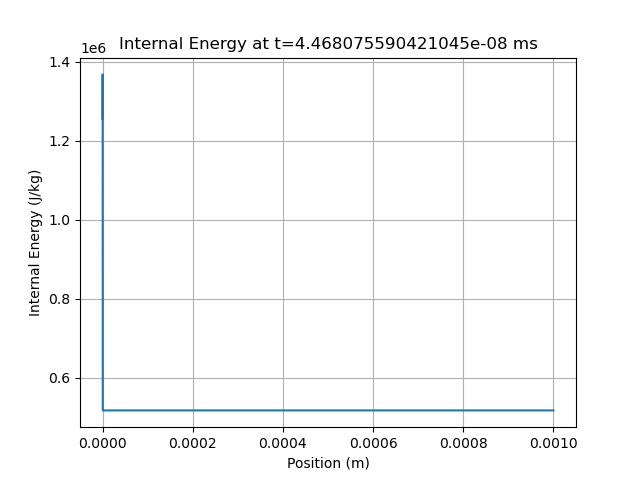 Internal Energy at t=4.468075590421045e-08 ms
1e6
1.4
1.2
1.0
0.8
0.6
Internal Energy (J/kg)
0.0000 0.0002 0.0004 0.0006 0.0008 0.0010
Position (m)